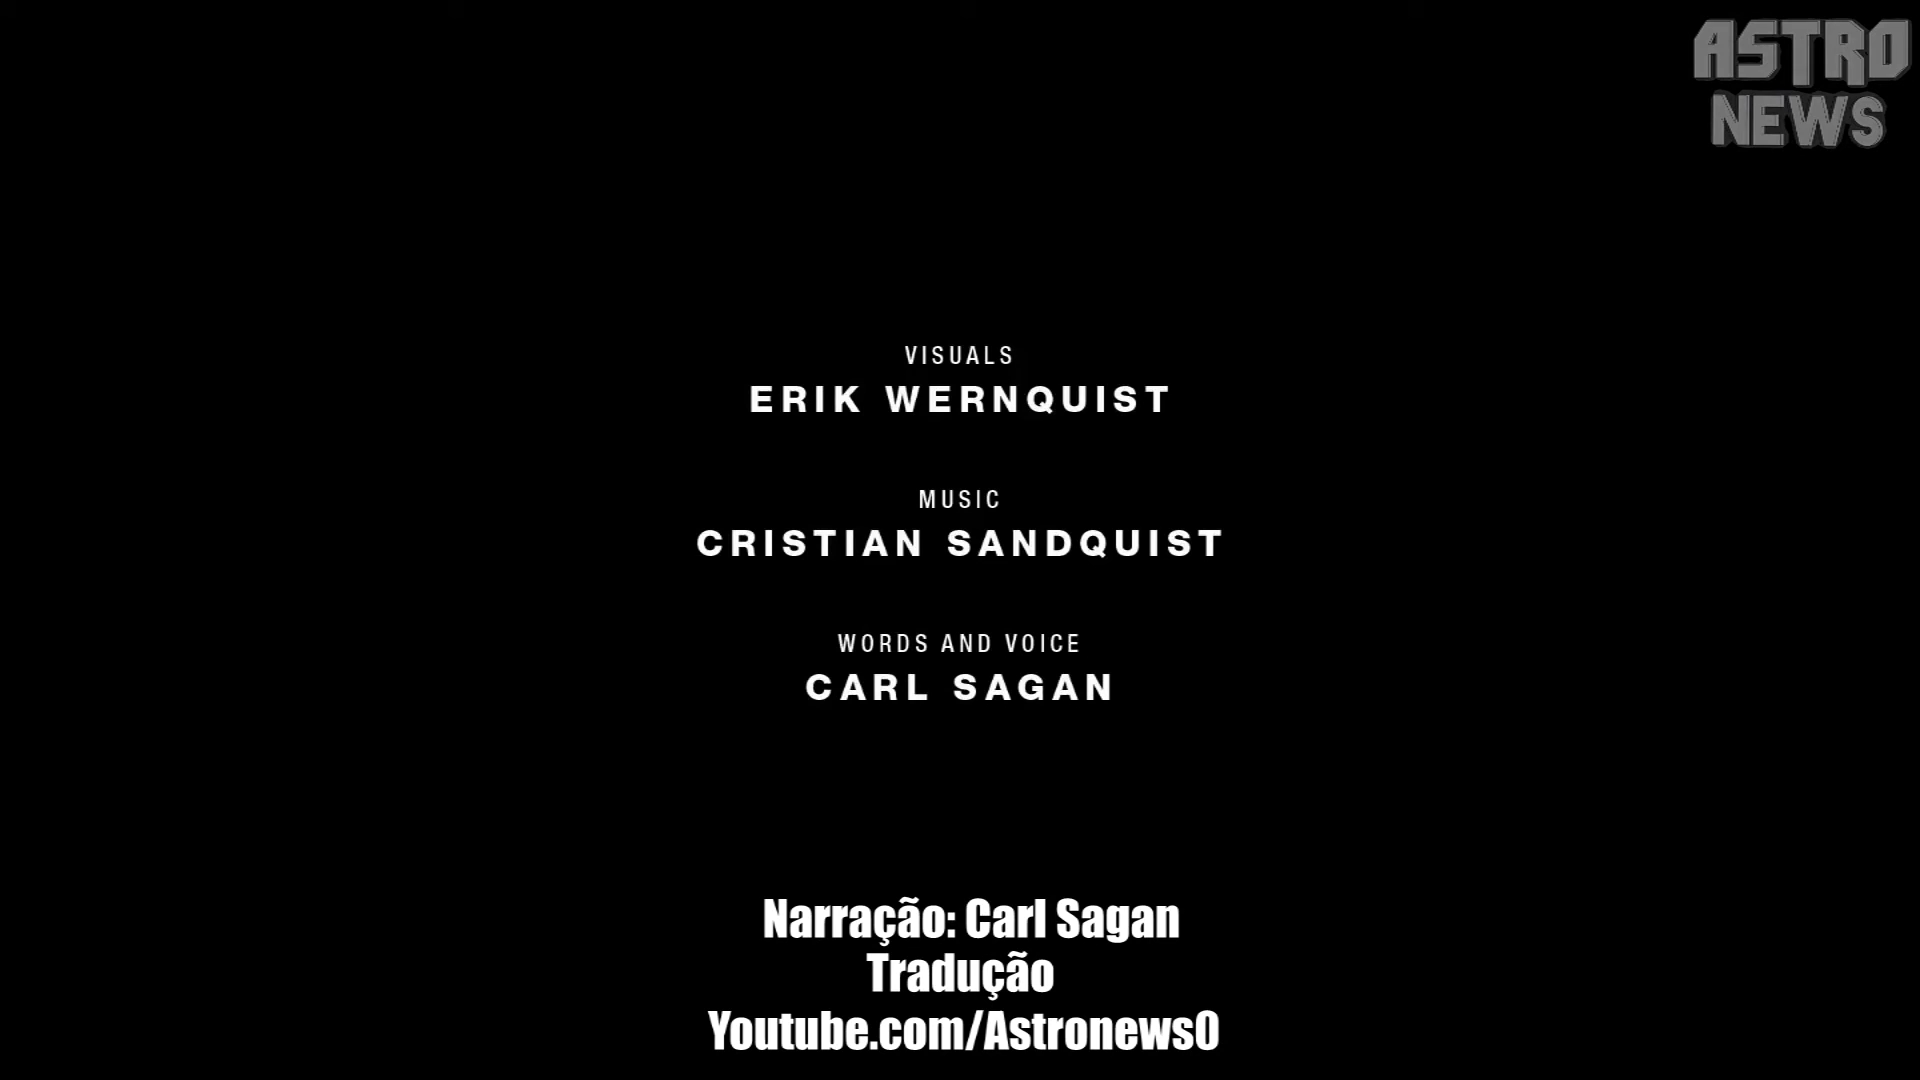 ASTRO
NEWS
VISUALS
ERIK WERNQUIST
MUSIC
CRISTIAN SANDQUIST
WORDS AND VOICE
CARL SAGAN
Narração: Carl Sagan
Tradução
Youtube.com/Astronews0